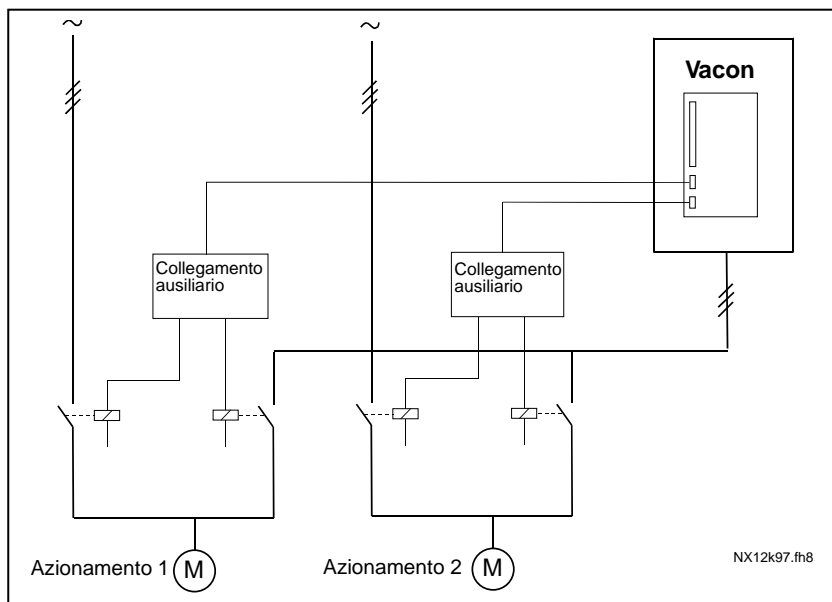 Vacon
Collegamento
ausiliario
Collegamento
ausiliario
Azionamento 1
M
Azionamento 2
M
NX12k97.fh8